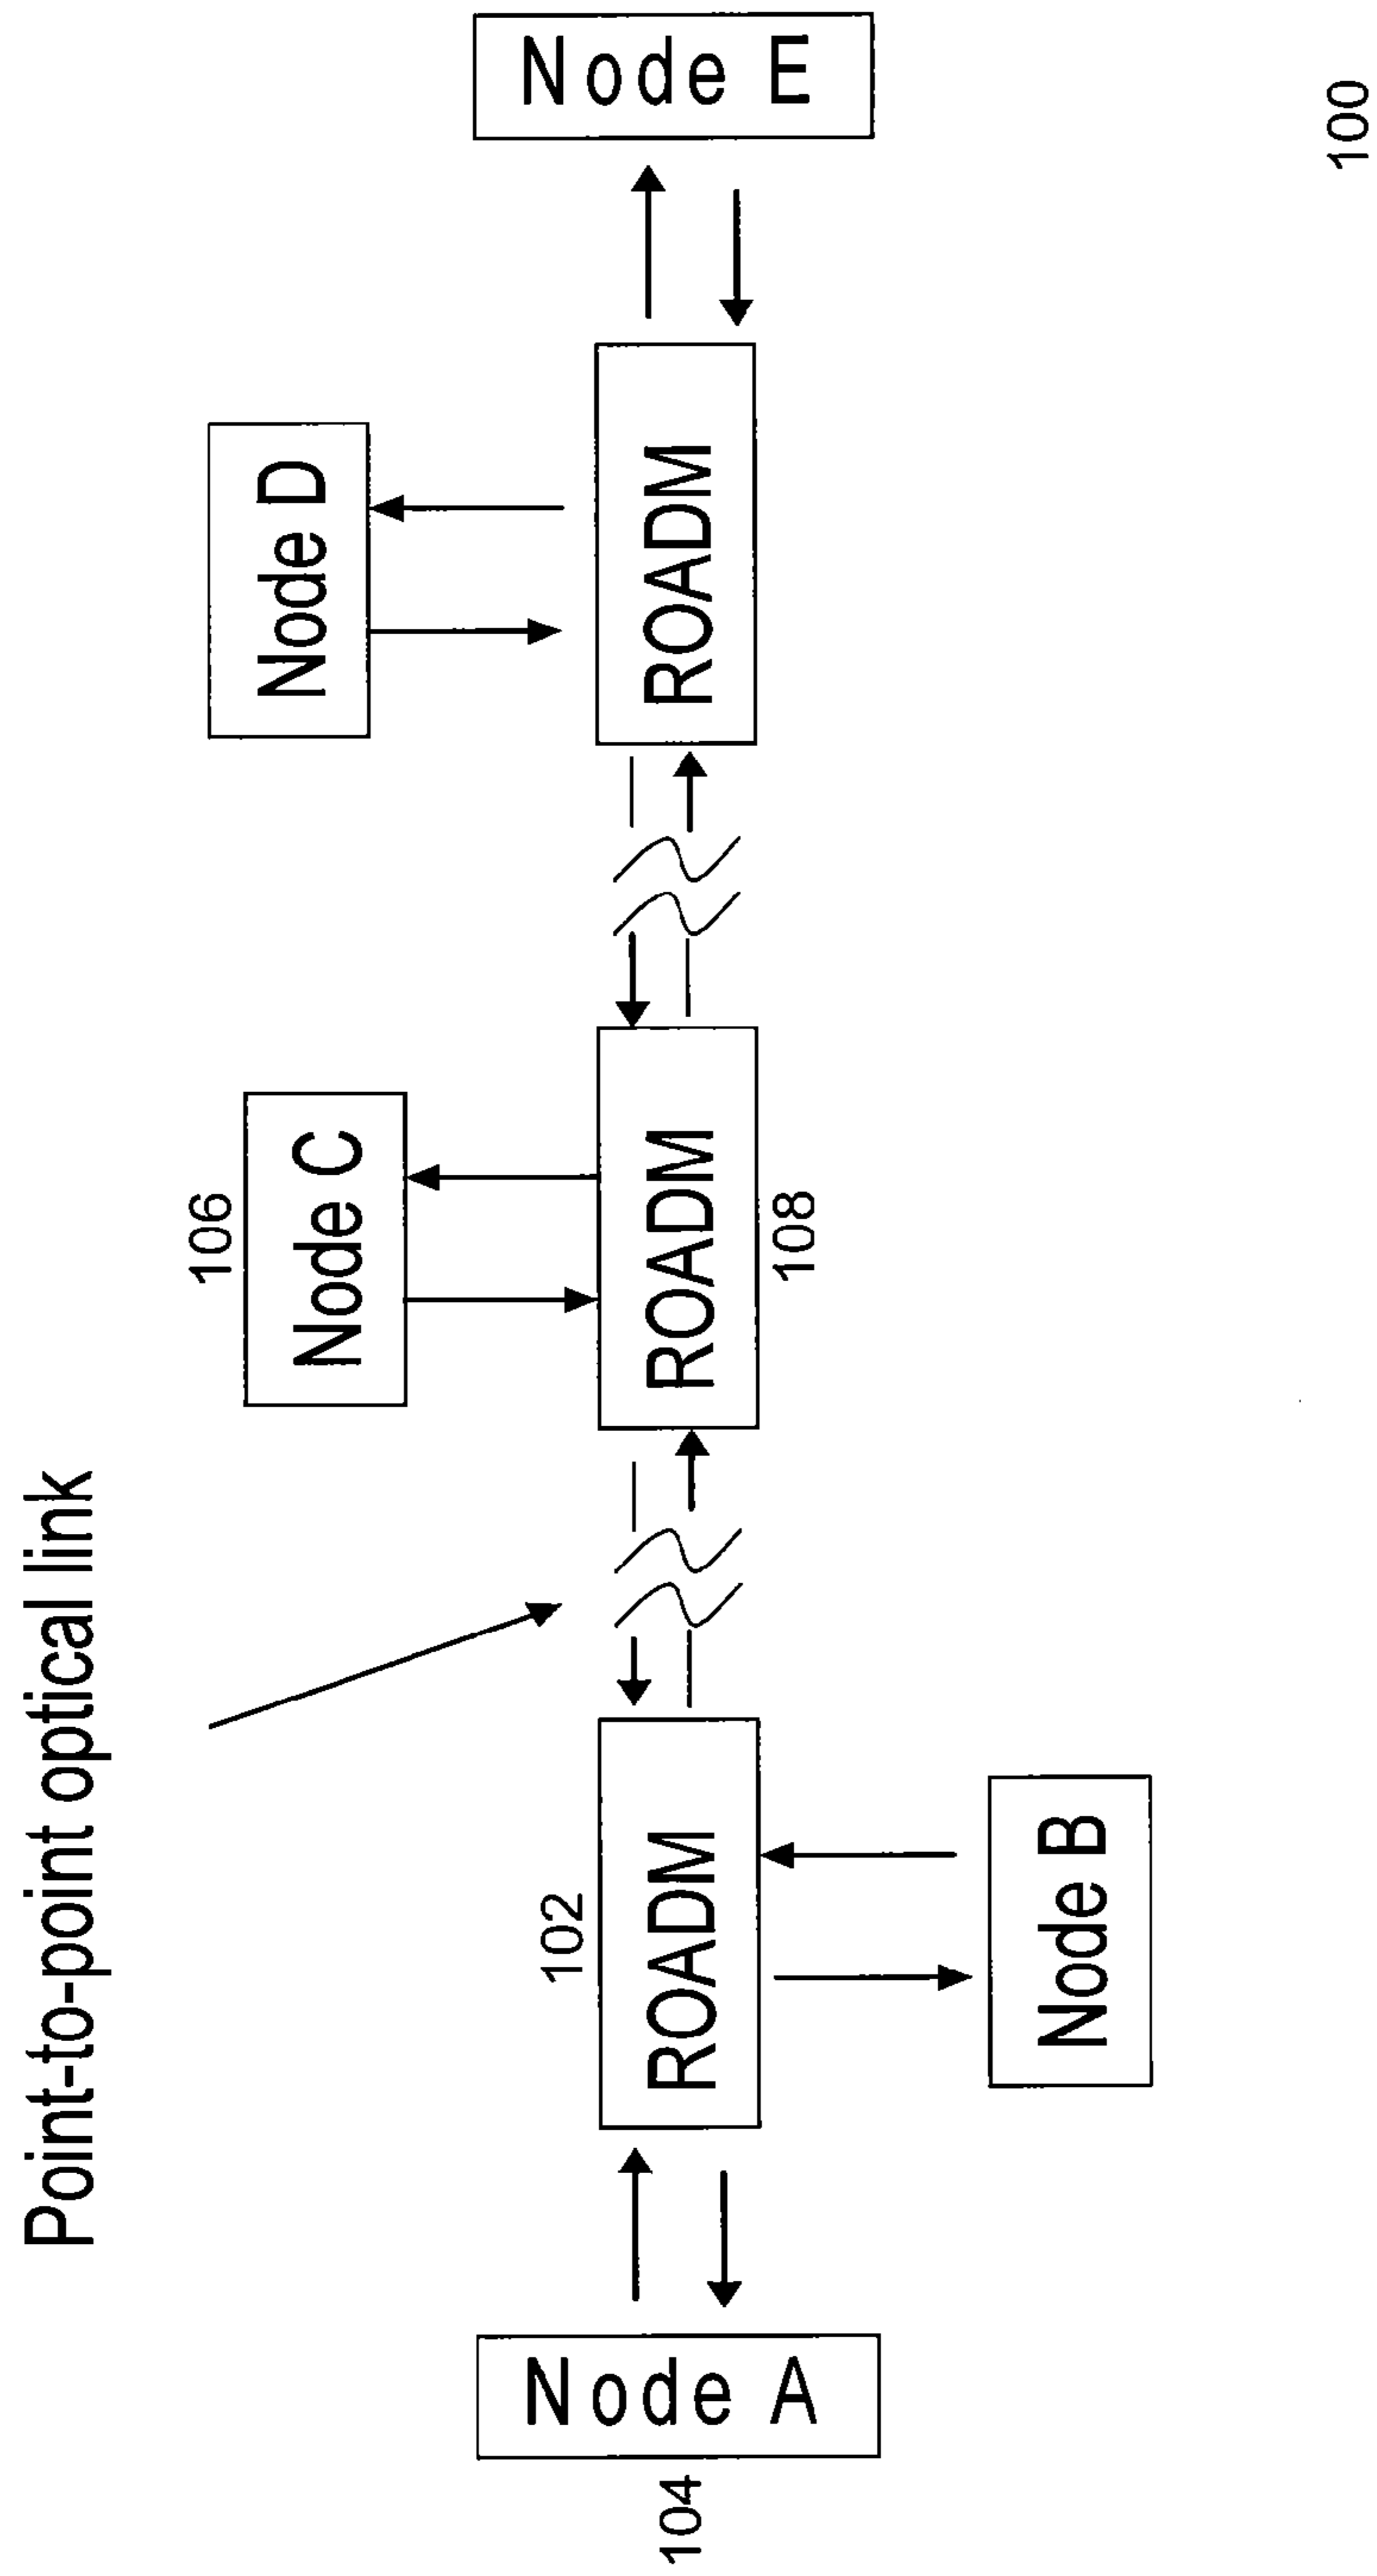 Point-to-point optical link
106
Node C
Node D
104
Node A
102
ROADM
ROADM
108
ROADM
Node E
Node B
100